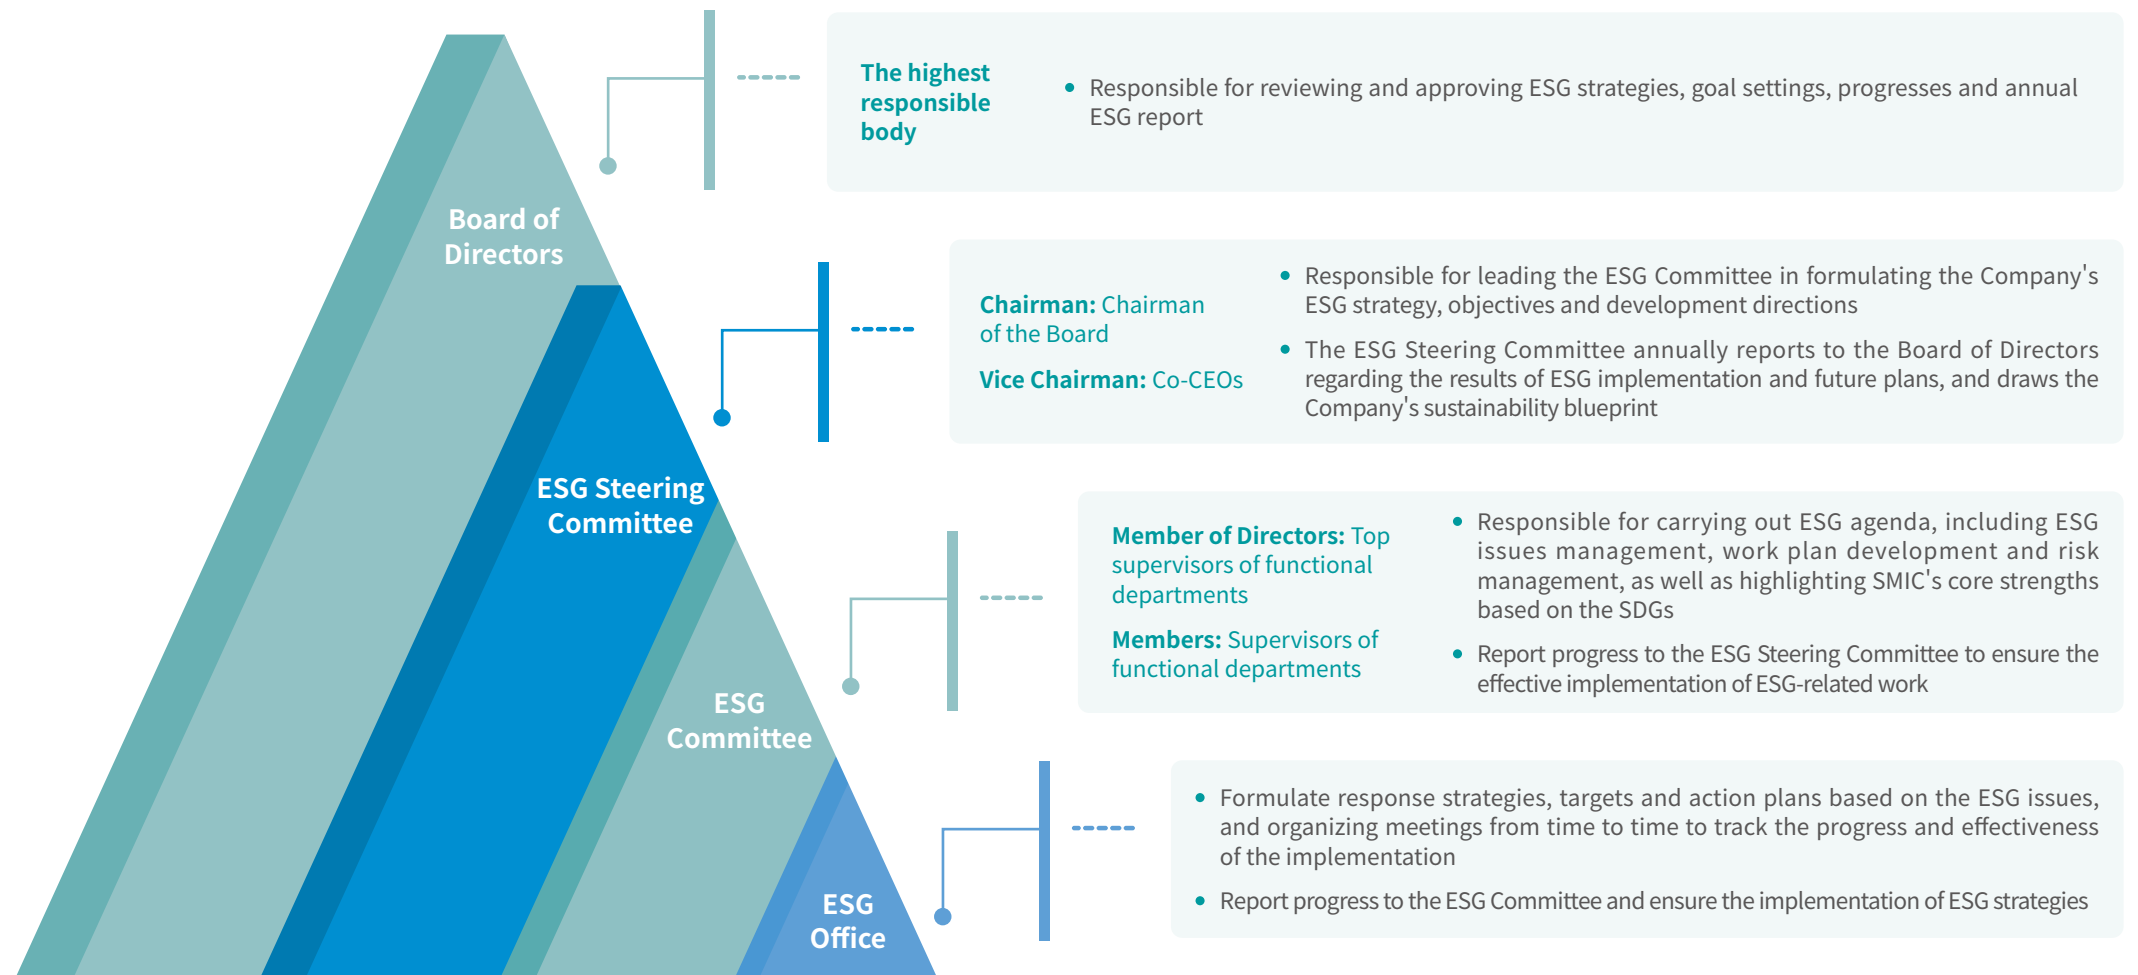 Board of
Directors
The highest
responsible
body
• Responsible for reviewing and approving ESG strategies, goal settings, progresses and annual
ESG report
ESG Steering
Committee
Chairman: Chairman
of the Board
Vice Chairman: Co-CEOs
• Responsible for leading the ESG Committee in formulating the Company's
ESG strategy, objectives and development directions
• The ESG Steering Committee annually reports to the Board of Directors
regarding the results of ESG implementation and future plans, and draws the
Company's sustainability blueprint
ESG
Committee
Member of Directors: Top
supervisors of functional
departments
Members: Supervisors of
functional departments
• Responsible for carrying out ESG agenda, including ESG
issues management, work plan development and risk
management, as well as highlighting SMIC's core strengths
based on the SDGs
• Report progress to the ESG Steering Committee to ensure the
effective implementation of ESG-related work
ESG
Office
• Formulate response strategies, targets and action plans based on the ESG issues,
and organizing meetings from time to time to track the progress and effectiveness
of the implementation
• Report progress to the ESG Committee and ensure the implementation of ESG strategies